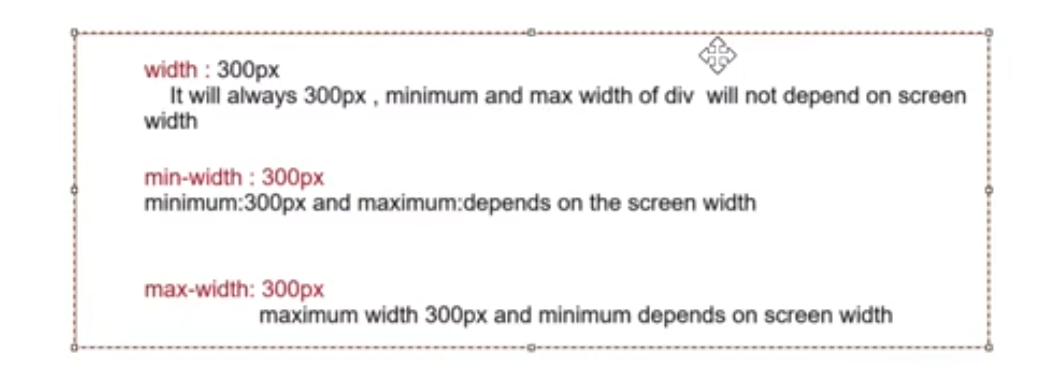 width : 300px
It will always 300px , minimum and max width of div will not depend on screen
width
min-width : 300px
minimum:300px and maximum:depends on the screen width
max-width: 300px
maximum width 300px and minimum depends on screen width